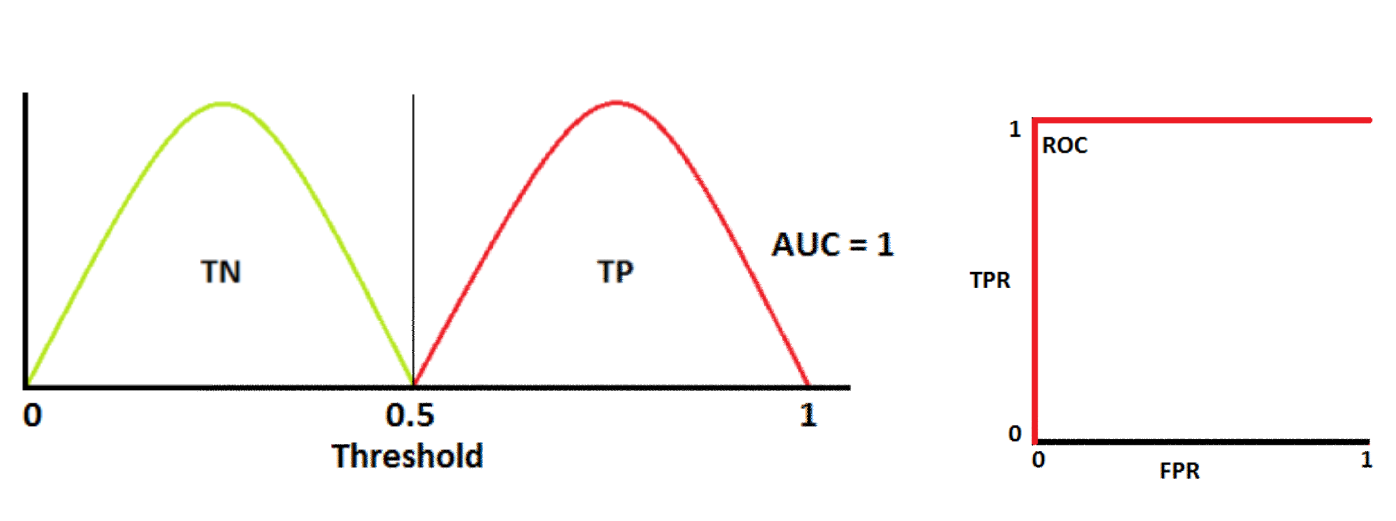 TN
TP
AUC = 1
0
0.5
1
Threshold
1
ROC
TPR
0
0
1
FPR